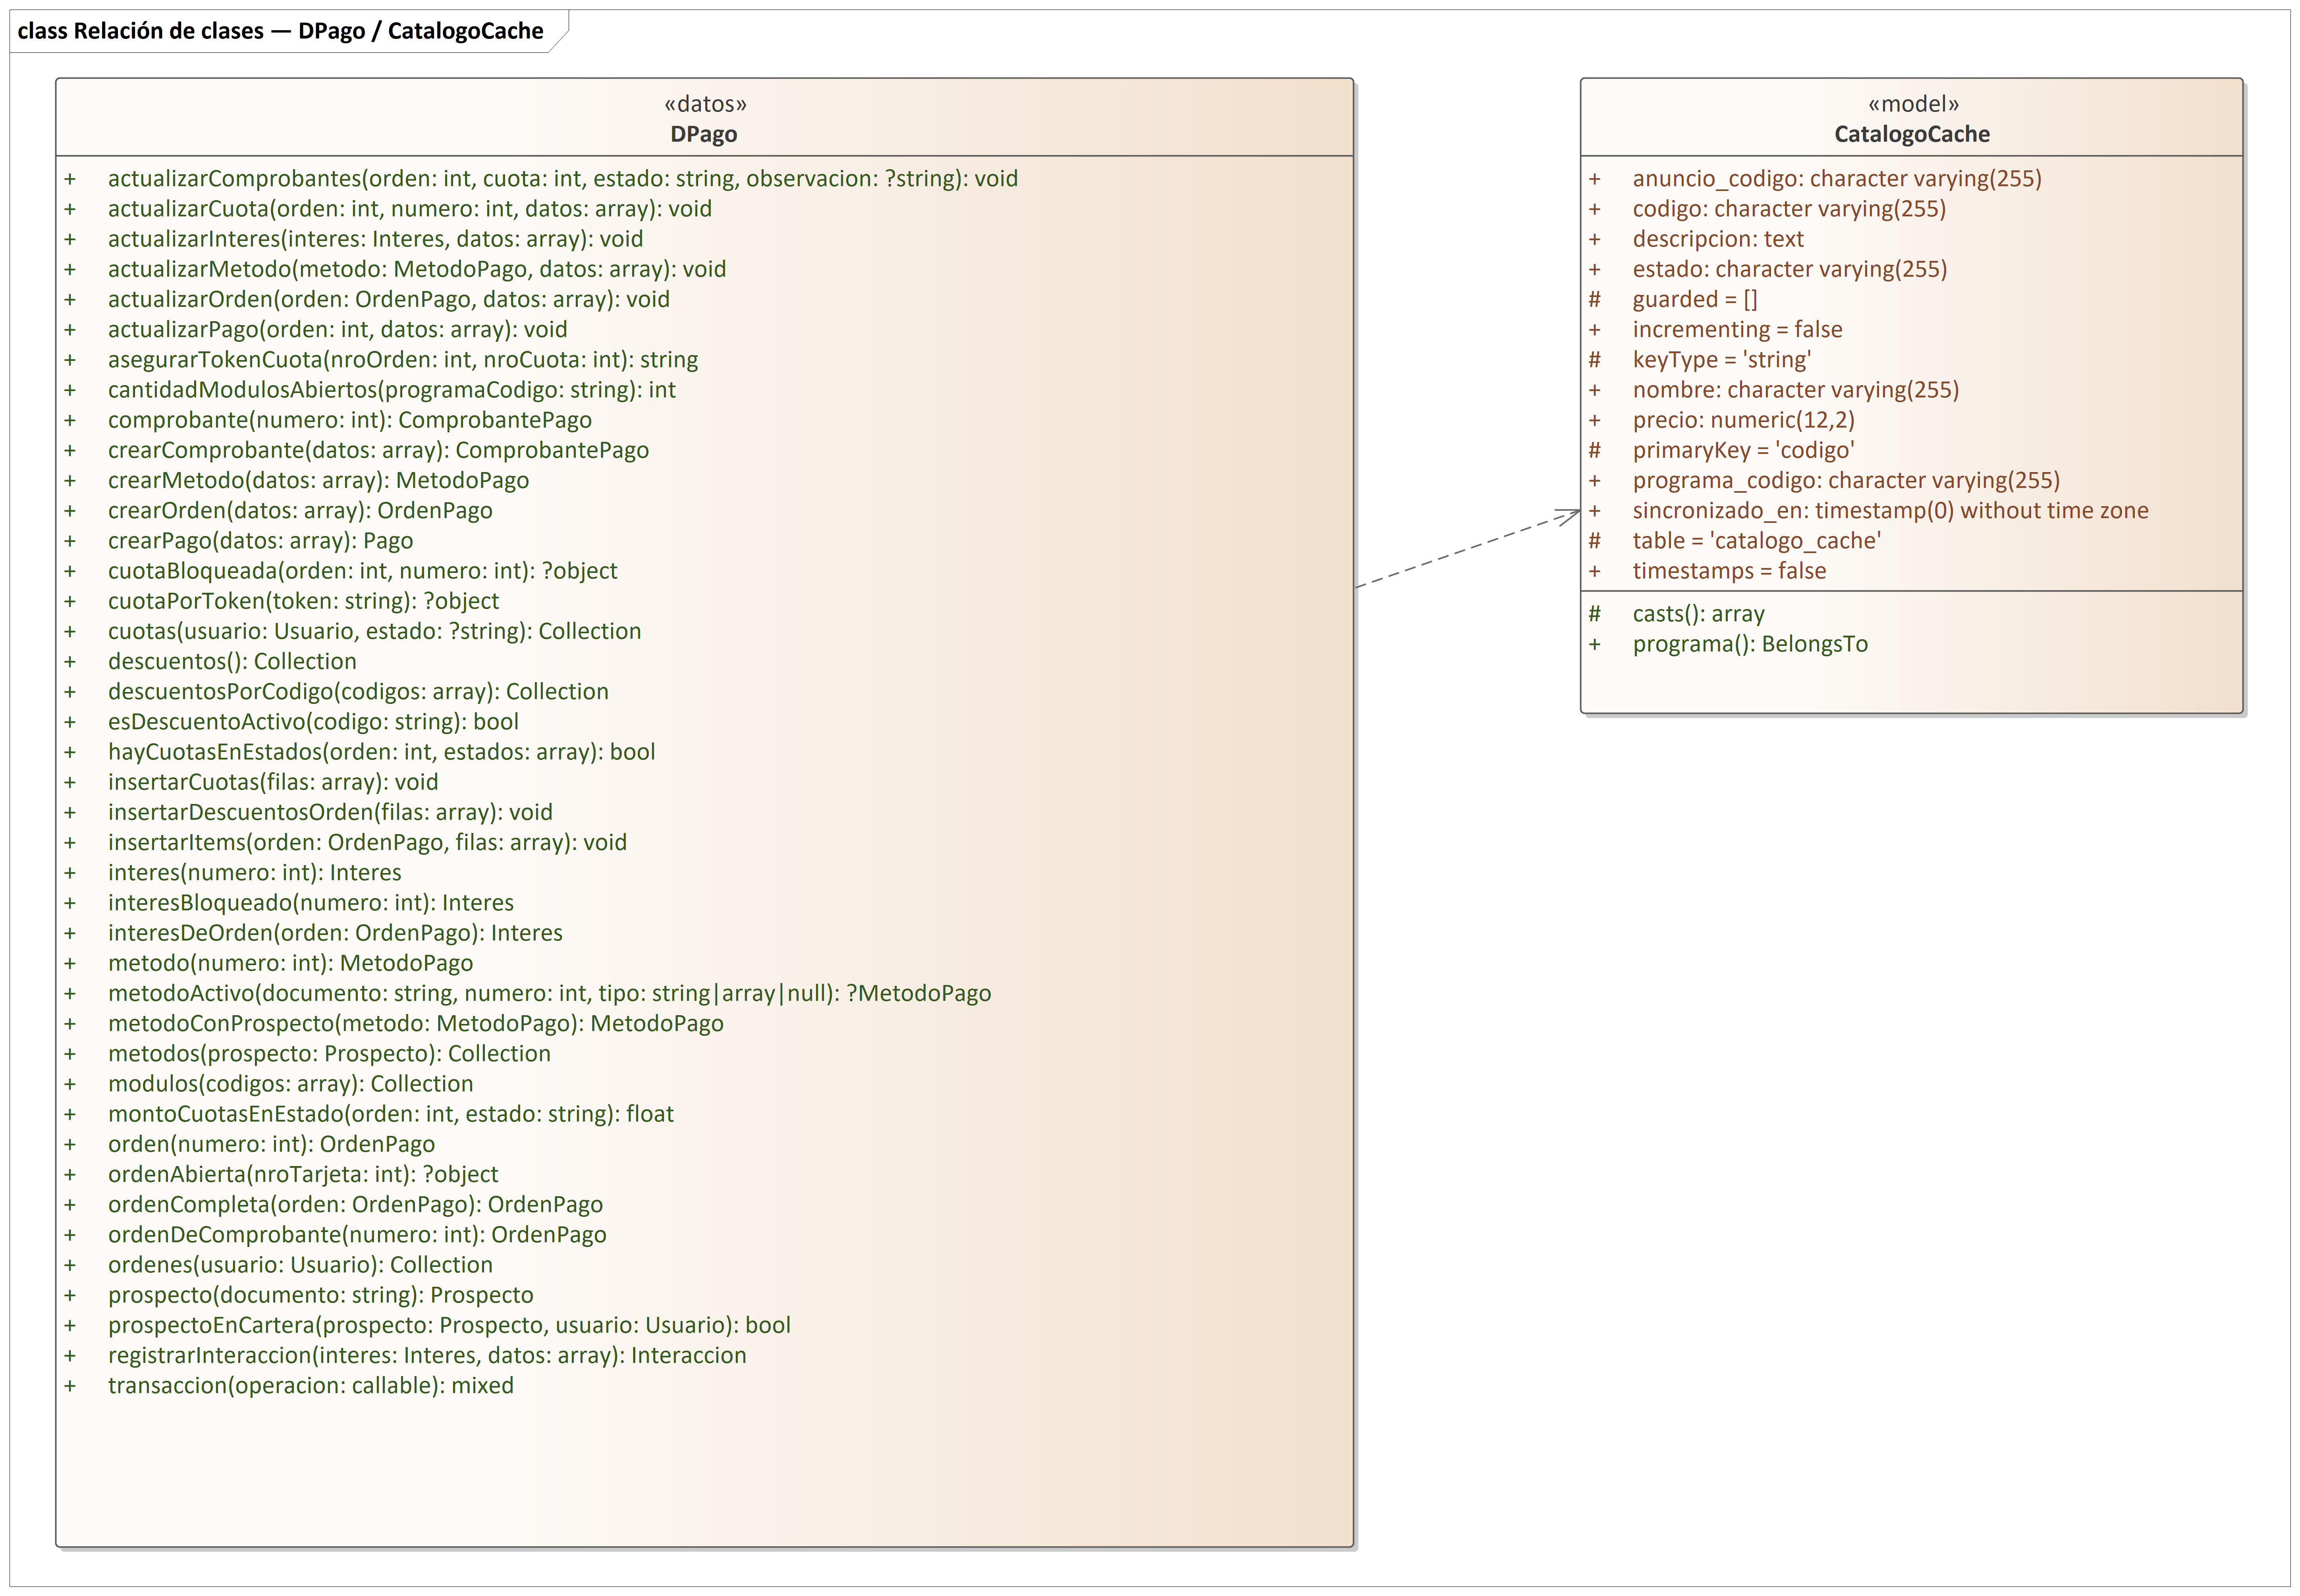 class Relación de clases — DPago / CatalogoCache
«datos»
DPago
+ actualizarComprobantes(orden: int, cuota: int, estado: string, observacion: ?string): void
+ actualizarCuota(orden: int, numero: int, datos: array): void
+ actualizarInteres(interes: Interes, datos: array): void
+ actualizarMetodo(metodo: MetodoPago, datos: array): void
+ actualizarOrden(orden: OrdenPago, datos: array): void
+ actualizarPago(orden: int, datos: array): void
+ asegurarTokenCuota(nroOrden: int, nroCuota: int): string
+ cantidadModulosAbiertos(programaCodigo: string): int
+ comprobante(numero: int): ComprobantePago
+ crearComprobante(datos: array): ComprobantePago
+ crearMetodo(datos: array): MetodoPago
+ crearOrden(datos: array): OrdenPago
+ crearPago(datos: array): Pago
+ cuotaBloqueada(orden: int, numero: int): ?object
+ cuotaPorToken(token: string): ?object
+ cuotas(usuario: Usuario, estado: ?string): Collection
+ descuentos(): Collection
+ descuentosPorCodigo(codigos: array): Collection
+ esDescuentoActivo(codigo: string): bool
+ hayCuotasEnEstados(orden: int, estados: array): bool
+ insertarCuotas(filas: array): void
+ insertarDescuentosOrden(filas: array): void
+ insertarItems(orden: OrdenPago, filas: array): void
+ interes(numero: int): Interes
+ interesBloqueado(numero: int): Interes
+ interesDeOrden(orden: OrdenPago): Interes
+ metodo(numero: int): MetodoPago
+ metodoActivo(documento: string, numero: int, tipo: string|array|null): ?MetodoPago
+ metodoConProspecto(metodo: MetodoPago): MetodoPago
+ metodos(prospecto: Prospecto): Collection
+ modulos(codigos: array): Collection
+ montoCuotasEnEstado(orden: int, estado: string): float
+ orden(numero: int): OrdenPago
+ ordenAbierta(nroTarjeta: int): ?object
+ ordenCompleta(orden: OrdenPago): OrdenPago
+ ordenDeComprobante(numero: int): OrdenPago
+ ordenes(usuario: Usuario): Collection
+ prospecto(documento: string): Prospecto
+ prospectoEnCartera(prospecto: Prospecto, usuario: Usuario): bool
+ registrarInteraccion(interes: Interes, datos: array): Interaccion
+ transaccion(operacion: callable): mixed
«model»
CatalogoCache
+ anuncio_codigo: character varying(255)
+ codigo: character varying(255)
+ descripcion: text
+ estado: character varying(255)
# guarded = []
+ incrementing = false
# keyType = 'string'
+ nombre: character varying(255)
+ precio: numeric(12,2)
# primaryKey = 'codigo'
+ programa_codigo: character varying(255)
+ sincronizado_en: timestamp(0) without time zone
# table = 'catalogo_cache'
+ timestamps = false
# casts(): array
+ programa(): BelongsTo